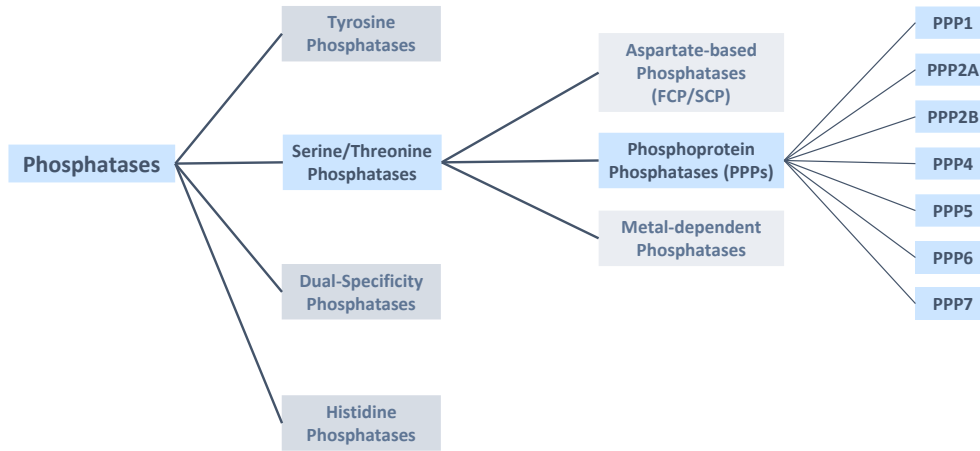 Phosphatases
Tyrosine
Phosphatases
Serine/Threonine
Phosphatases
Dual-Specificity
Phosphatases
Histidine
Phosphatases
Aspartate-based
Phosphatases
(FCP/SCP)
Phosphoprotein
Phosphatases (PPPs)
Metal-dependent
Phosphatases
PPP1
PPP2A
PPP2B
PPP4
PPP5
PPP6
PPP7